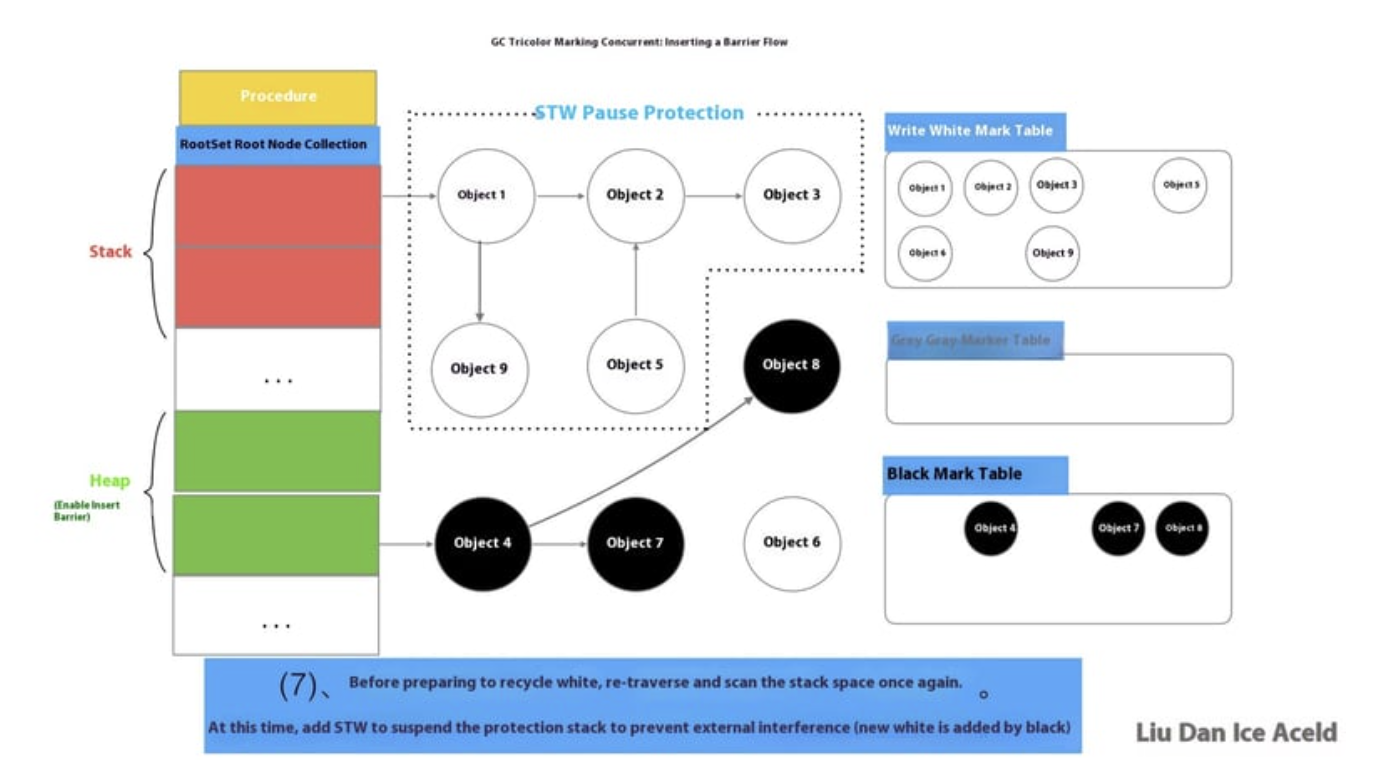 GC Tricolor Marking Concurrent: Inserting a Barrier Flow
Procedure
RootSet Root Node Collection
Stack
...
Heap
(Enable Insert
Barrier)
...
STW Pause Protection
Object 1
Object 2
Object 3
Object 9
Object 5
Object 8
Object 4
Object 7
Object 6
Write White Mark Table
Object 1
Object 2
Object 3
Object 5
Object 6
Object 9
Gray Gray Marker Table
Black Mark Table
Object 4
Object 7
Object 8
(7)、 Before preparing to recycle white, re-traverse and scan the stack space once again. 。
At this time, add STW to suspend the protection stack to prevent external interference (new white is added by black)
Liu Dan Ice Aceld